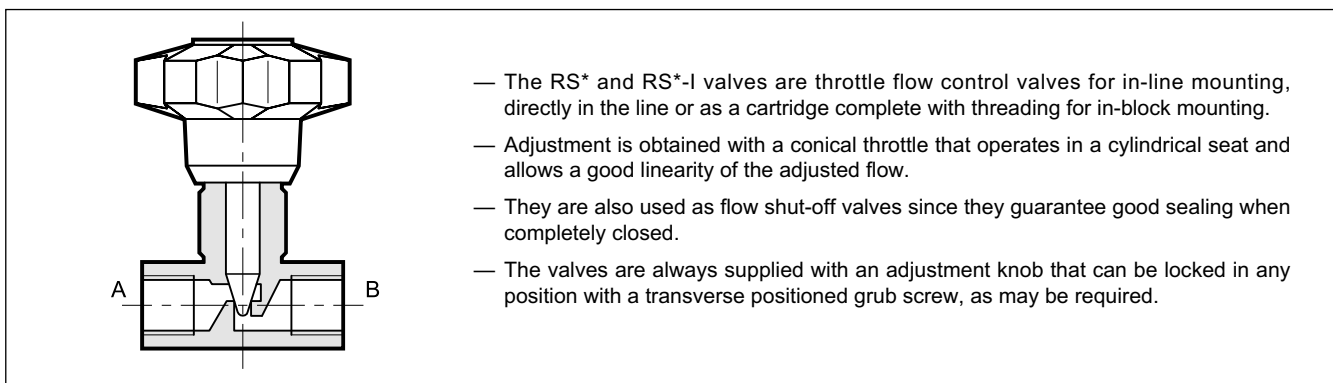 — The RS* and RS*-I valves are throttle flow control valves for in-line mounting,
directly in the line or as a cartridge complete with threading for in-block mounting.
— Adjustment is obtained with a conical throttle that operates in a cylindrical seat and
allows a good linearity of the adjusted flow.
— They are also used as flow shut-off valves since they guarantee good sealing when
completely closed.
— The valves are always supplied with an adjustment knob that can be locked in any
position with a transverse positioned grub screw, as may be required.
A
B